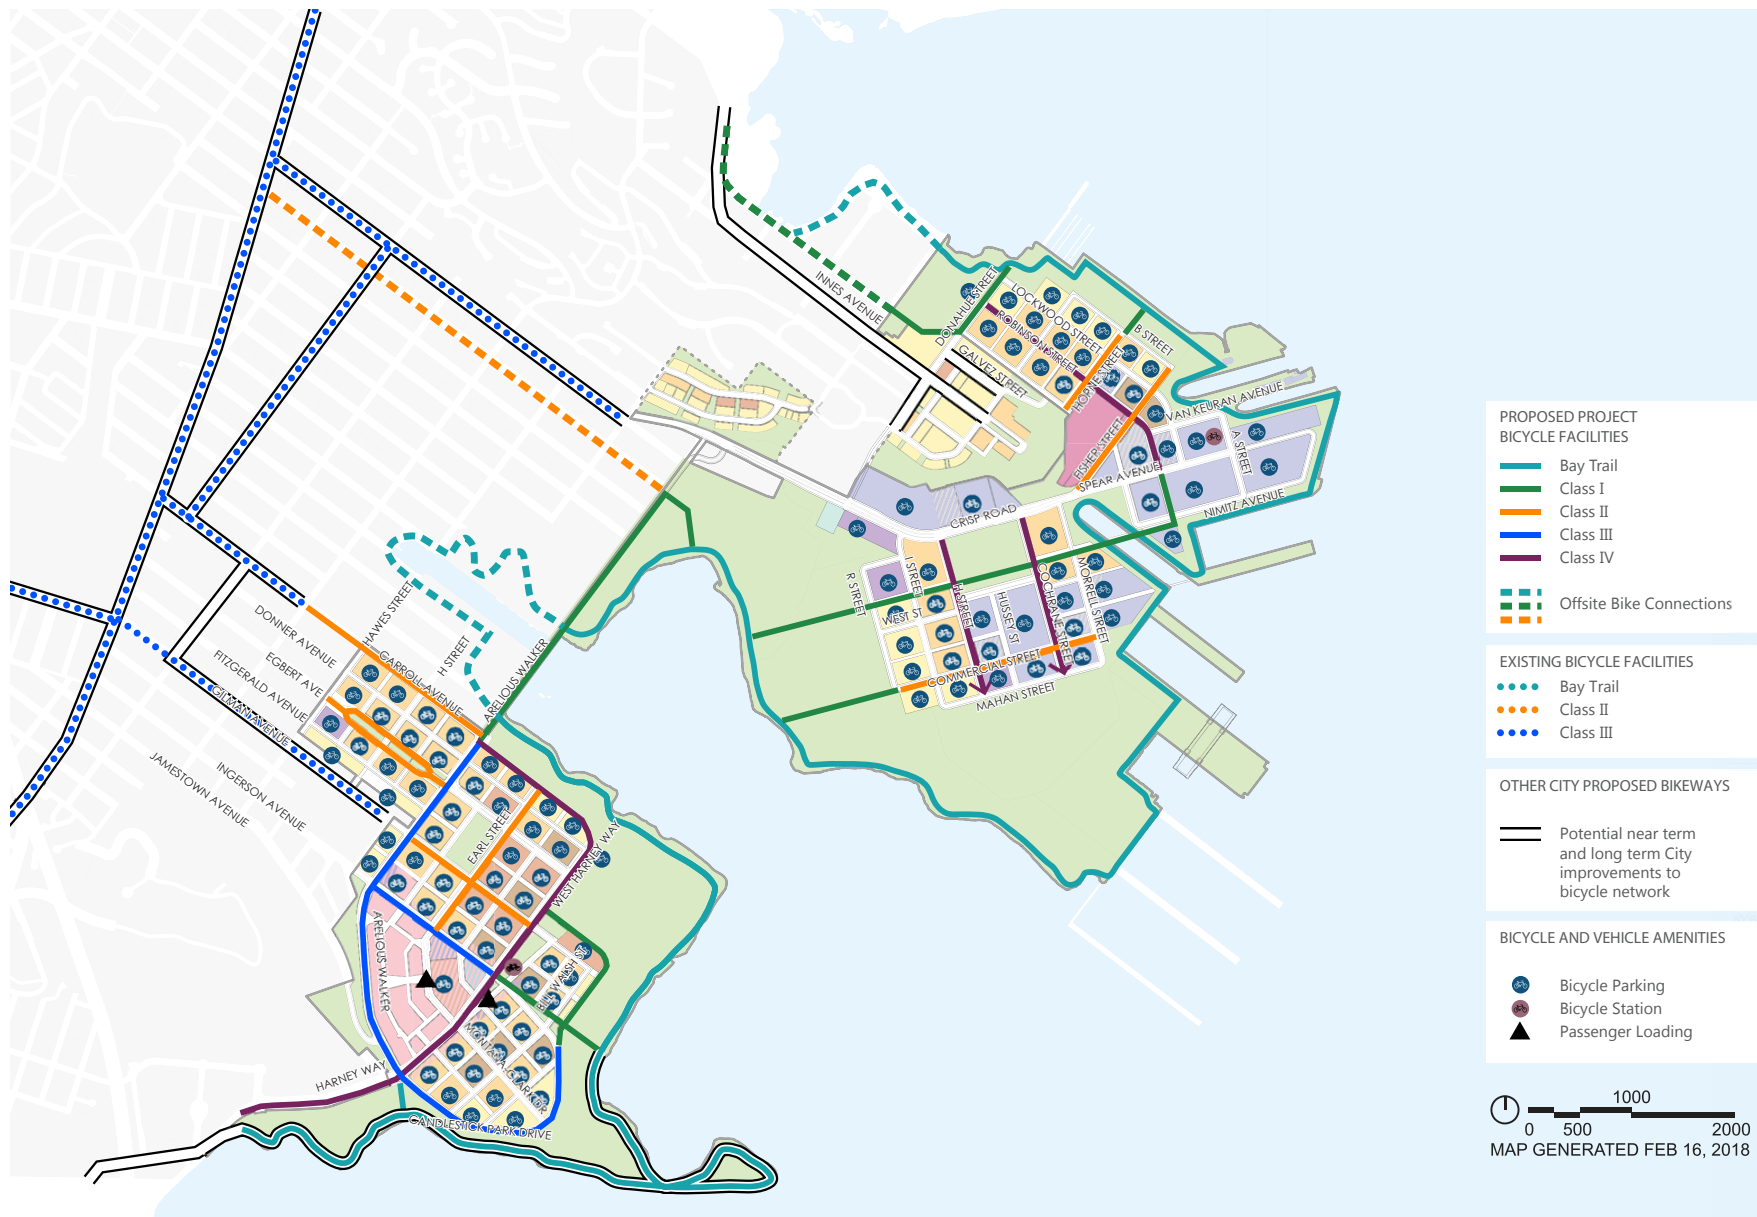 INNES AVENUE
DONAHUE STREET
LOCKWOOD STREET
ROBINSON STREET
B STREET
GALVEZ STREET
HORNE STREET
FISHER STREET
VAN KEURAN AVENUE
A STREET
SPEAR AVENUE
NIMITZ AVENUE
CRISP ROAD
R STREET
I STREET
H STREET
WEST ST
HUSSEY ST
COCHRANE STREET
MORRELL STREET
COMMERCIAL STREET
MAHAN STREET
HAWES STREET
DONNER AVENUE
H STREET
CARROLL AVENUE
EGBERT AVE
FITZGERALD AVENUE
GILMAN AVENUE
ARELIOUS WALKER
INGERSON AVENUE
JAMESTOWN AVENUE
EARL STREET
WEST HARNEY WAY
ARELIOUS WALKER
BILL WALSH ST
MONTANA-CLARK DR
HARNEY WAY
CANDLESTICK PARK DRIVE
PROPOSED PROJECT
BICYCLE FACILITIES
Bay Trail
Class I
Class II
Class III
Class IV
Offsite Bike Connections
EXISTING BICYCLE FACILITIES
Bay Trail
Class II
Class III
OTHER CITY PROPOSED BIKEWAYS
Potential near term
and long term City
improvements to
bicycle network
BICYCLE AND VEHICLE AMENITIES
Bicycle Parking
Bicycle Station
Passenger Loading
1000
0 500 2000
MAP GENERATED FEB 16, 2018